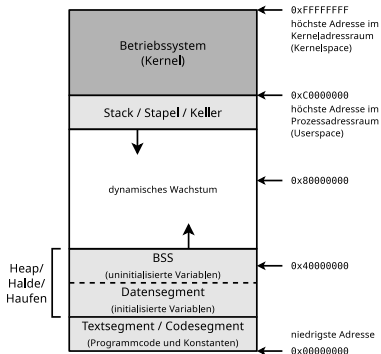 0xFFFFFFFF
höchste Adresse im
Kerneladressraum
(Kernelspace)
Betriebssystem
(Kernel)
0xC0000000
höchste Adresse im
Prozessadressraum
(Userspace)
Stack / Stapel / Keller
dynamisches Wachstum
0x80000000
Heap/
Halde/
Haufen
BSS
(uninitialisierte Variablen)
0x40000000
Datensegment
(initialisierte Variablen)
Textsegment / Codesegment
(Programmcode und Konstanten)
niedrigste Adresse
0x00000000